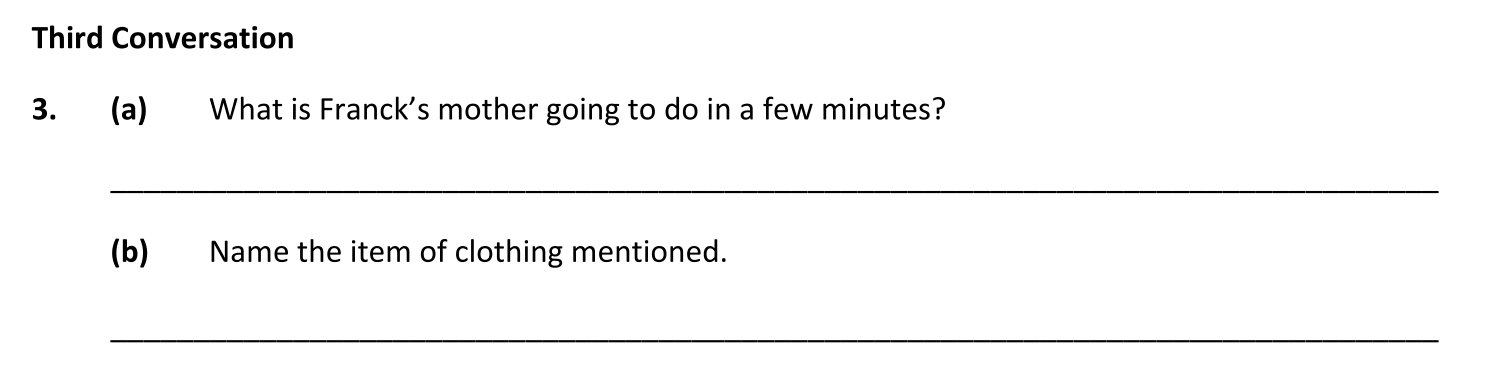 Third Conversation
3. (a) What is Franck’s mother going to do in a few minutes?
(b) Name the item of clothing mentioned.